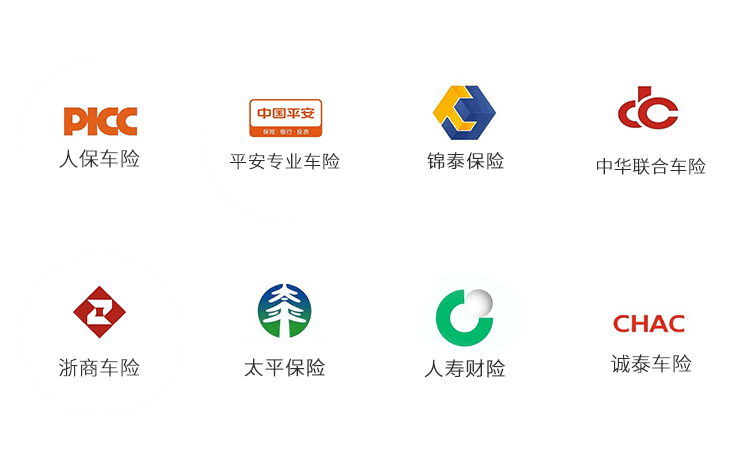 PICC
中国平安
保险·银行·投资
人保车险
平安专业车险
锦泰保险
中华联合车险
太平
CHAC
浙商车险
太平保险
人寿财险
诚泰车险